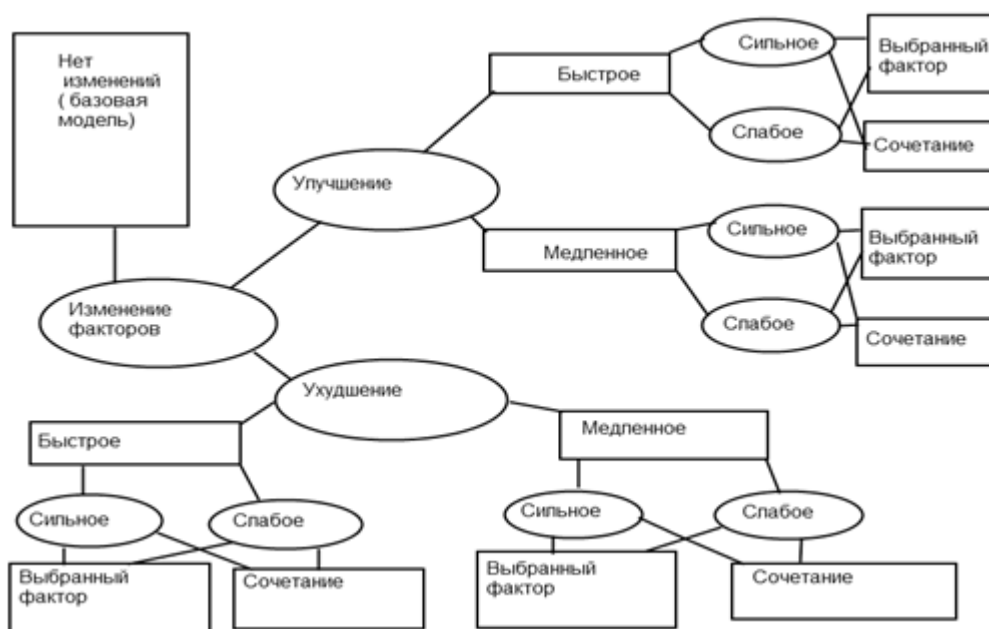 Нет
изменений
( базовая
модель)
Быстрое
Сильное
Выбранный
фактор
Слабое
Сочетание
Улучшение
Медленное
Сильное
Выбранный
фактор
Слабое
Сочетание
Изменение
факторов
Ухудшение
Быстрое
Сильное
Слабое
Выбранный
фактор
Сочетание
Медленное
Сильное
Слабое
Выбранный
фактор
Сочетание